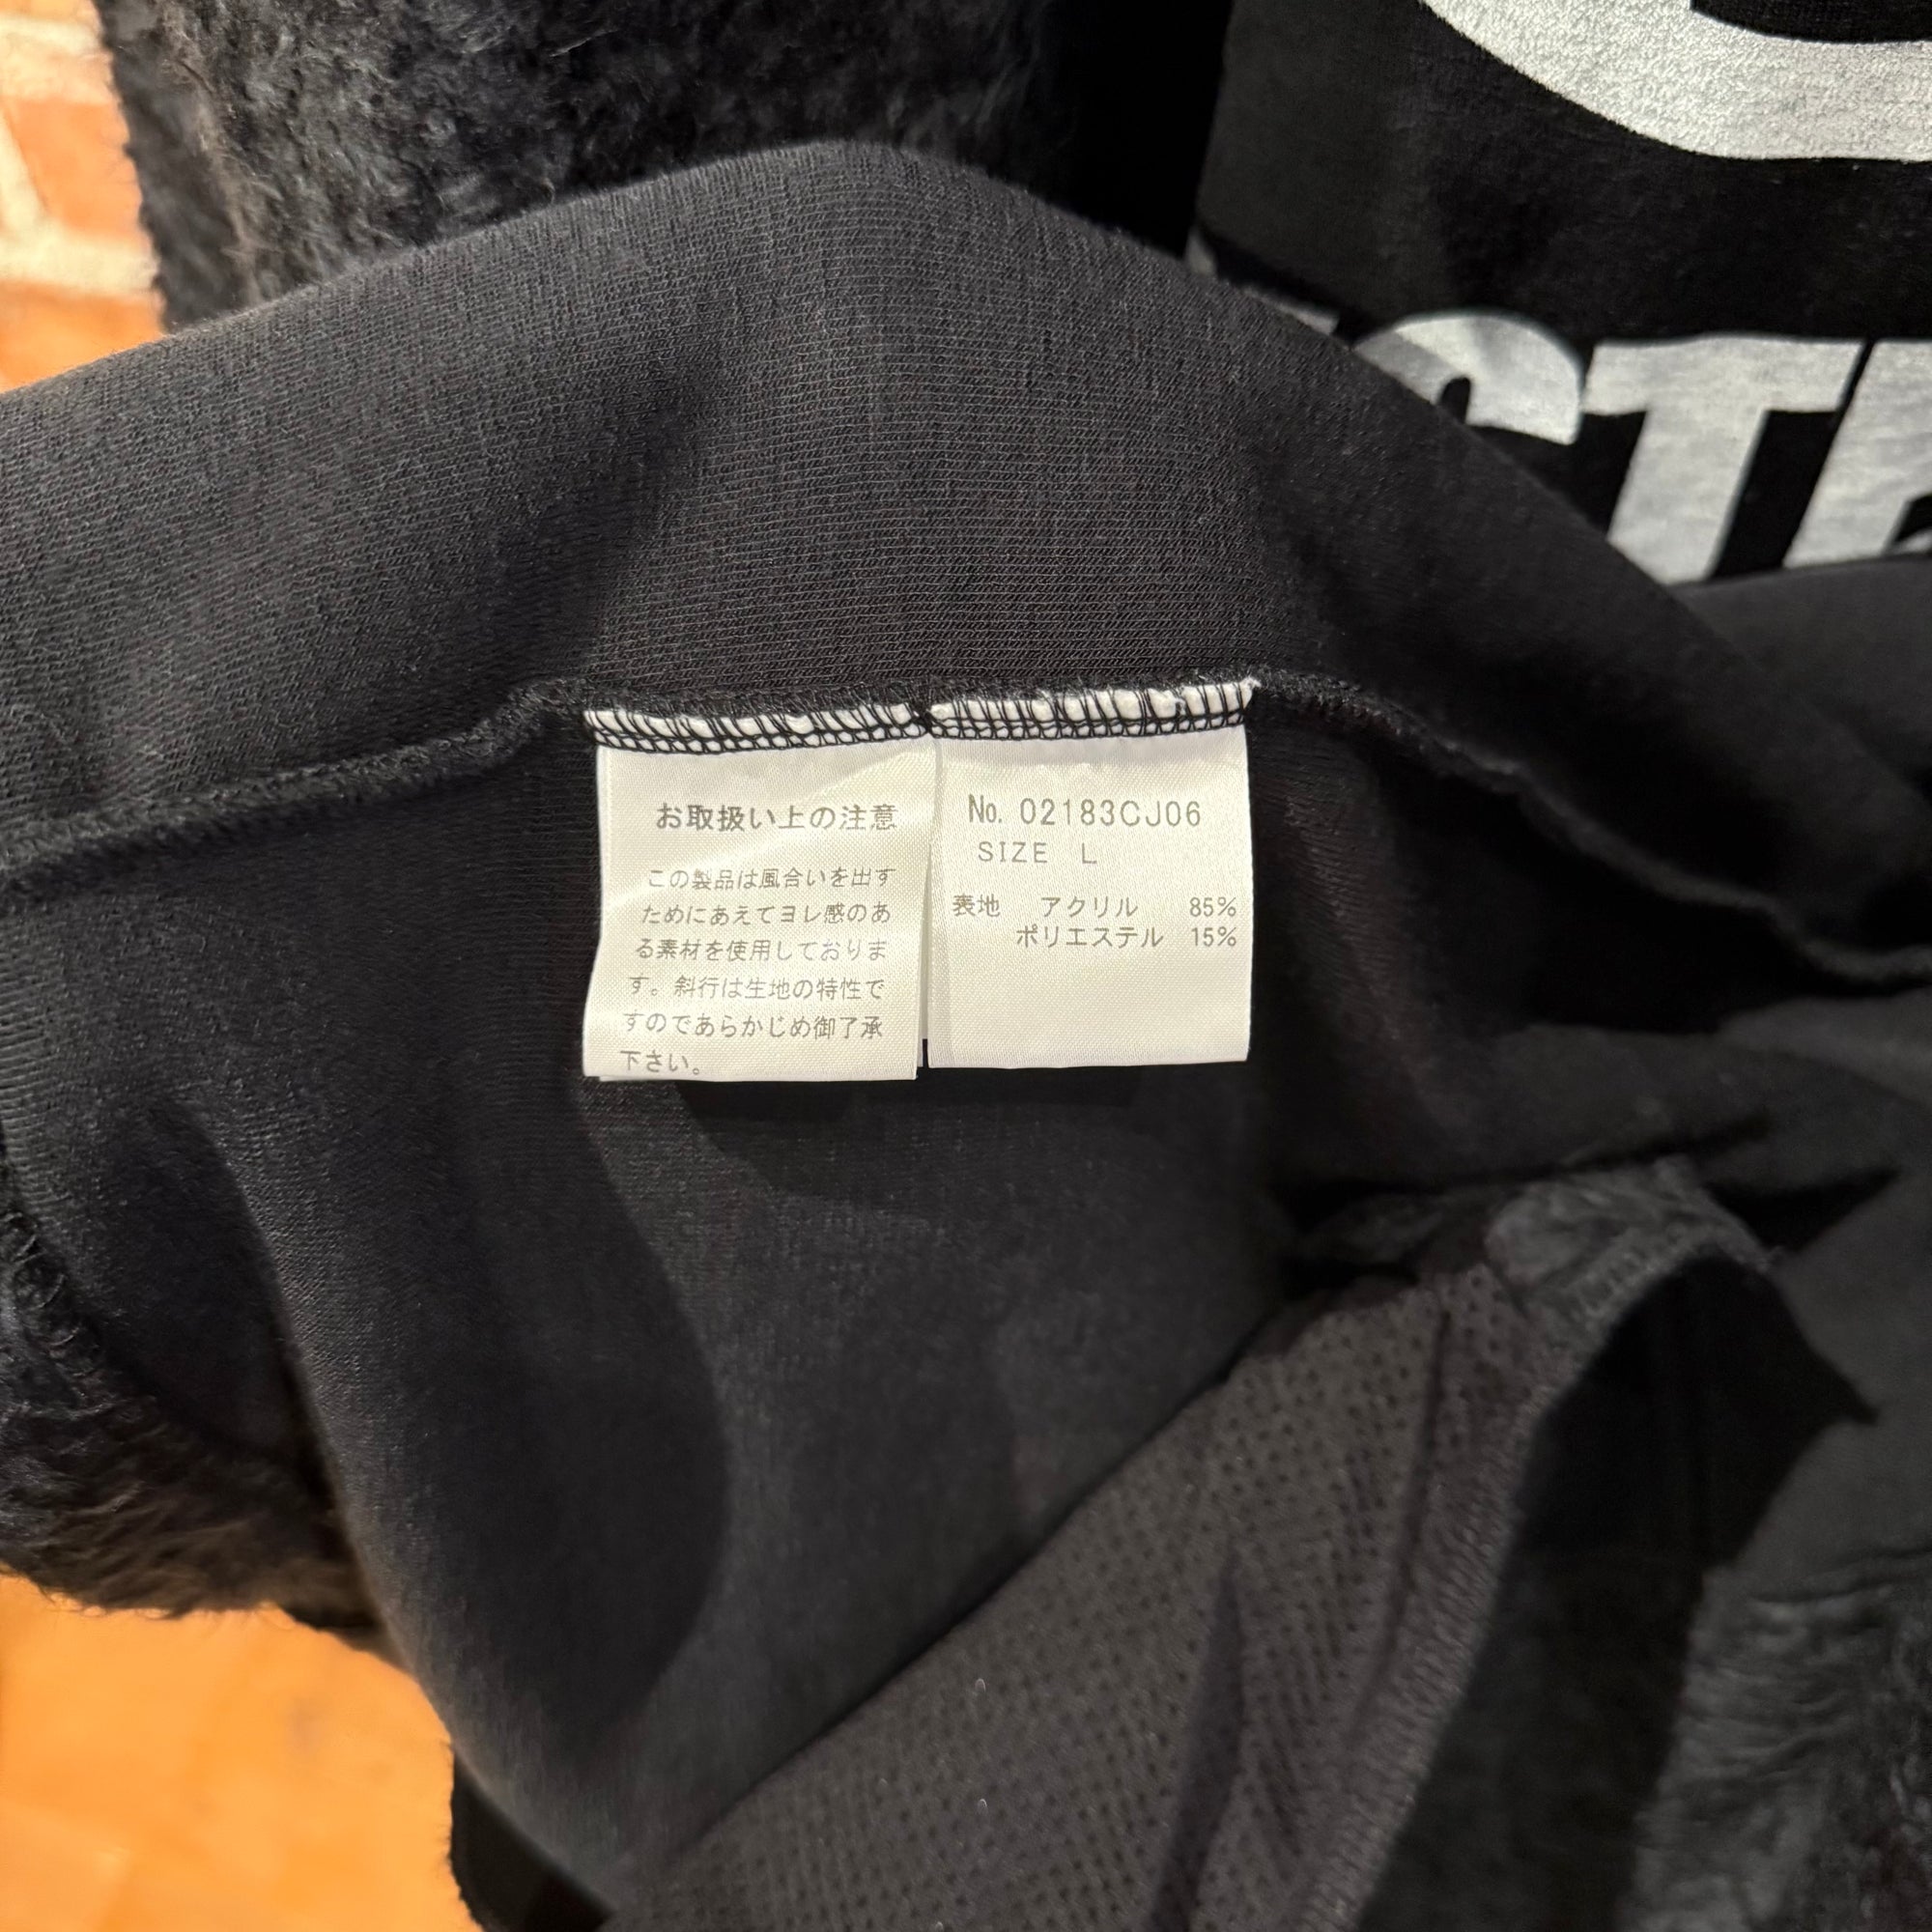 STE
お取扱い上の注意
この製品は風合いを出す
ためにあえてヨレ感のあ
る素材を使用しておりま
す。斜行は生地の特性で
すのであらかじめ御了承
下さい。
No. 02183CJ06
SIZE L
表地 アクリル 85%
ポリエステル 15%